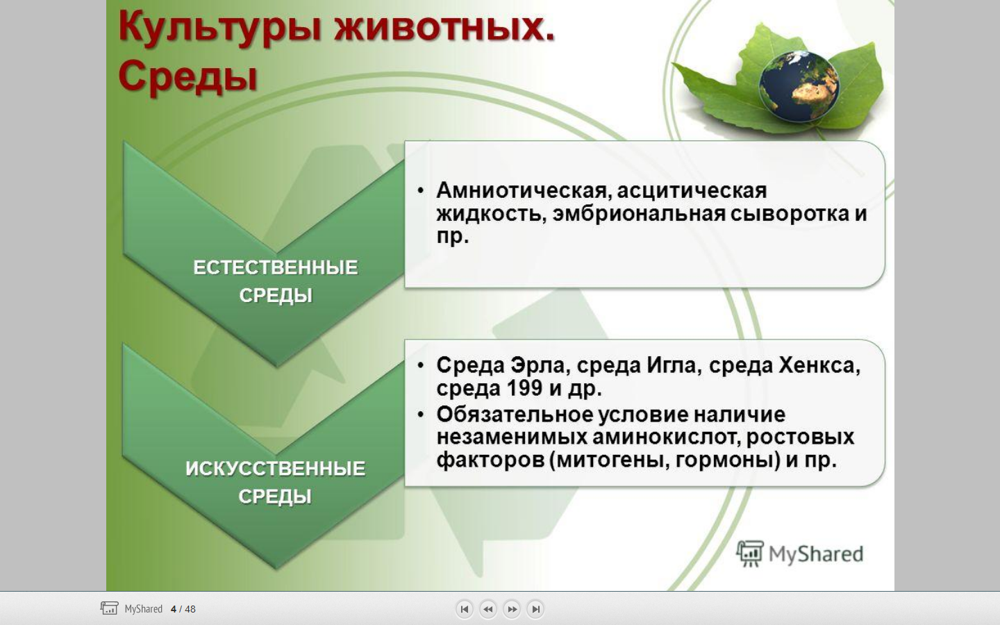 Культуры животных.
Среды
ЕСТЕСТВЕННЫЕ
СРЕДЫ
• Амниотическая, асцитическая
жидкость, эмбриональная сыворотка и
пр.
ИСКУССТВЕННЫЕ
СРЕДЫ
• Среда Эрла, среда Игла, среда Хенкса,
среда 199 и др.
• Обязательное условие наличие
незаменимых аминокислот, ростовых
факторов (митогены, гормоны) и пр.
MyShared
MyShared 4 / 48